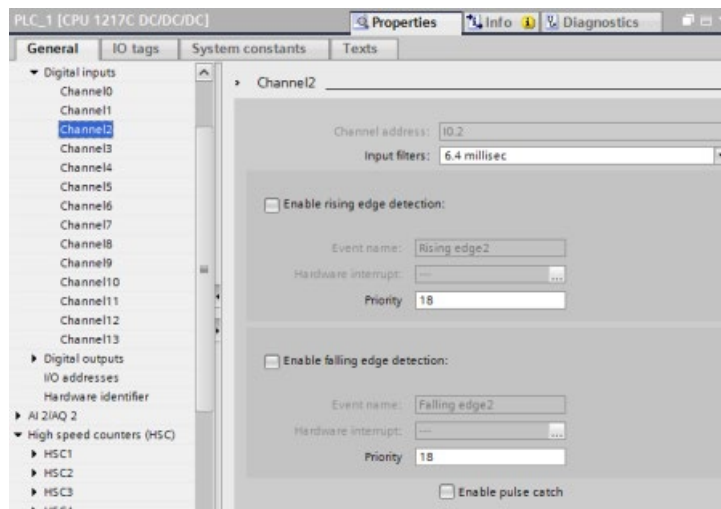 PLC_1 [CPU 1217C DC/DC/DC]
Properties
Info
Diagnostics
General
IO tags
System constants
Texts
Digital inputs
Channel0
Channel1
Channel2
Channel3
Channel4
Channel5
Channel6
Channel7
Channel8
Channel9
Channel10
Channel11
Channel12
Channel13
Digital outputs
I/O addresses
Hardware identifier
AI 2/AQ 2
High speed counters (HSC)
HSC1
HSC2
HSC3
Channel2
Channel address: I0.2
Input filters: 6.4 millisec
Enable rising edge detection:
Event name: Rising edge2
Hardware interrupt: ---
...
Priority 18
Enable falling edge detection:
Event name: Falling edge2
Hardware interrupt: ---
...
Priority 18
Enable pulse catch